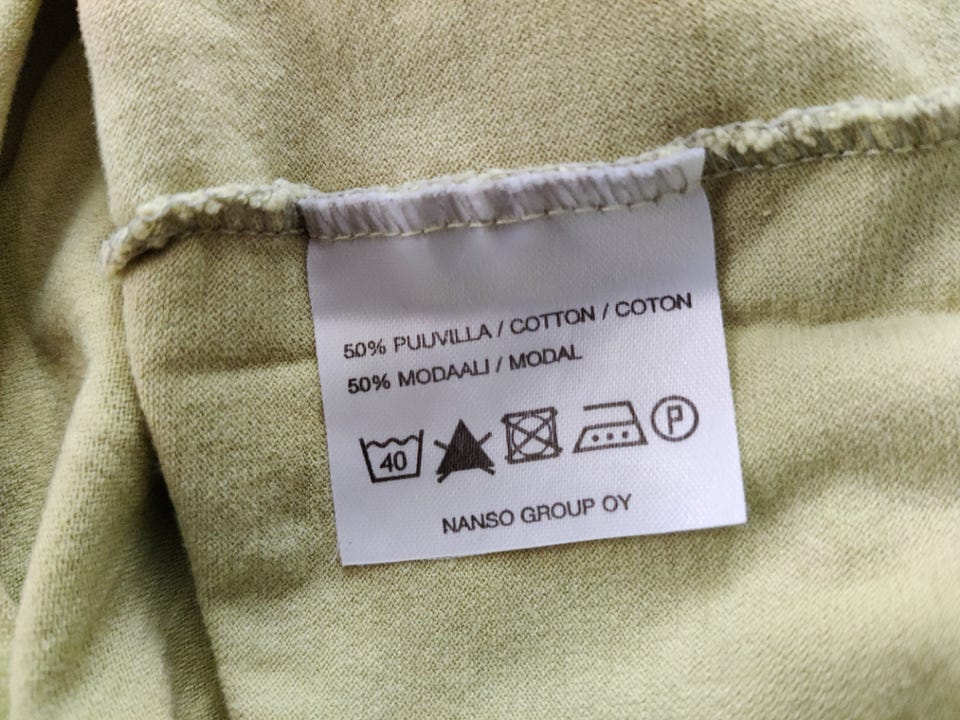 50% PUUVILLA / COTTON / COTON
50% MODAALI / MODAL
40 P
NANSO GROUP OY